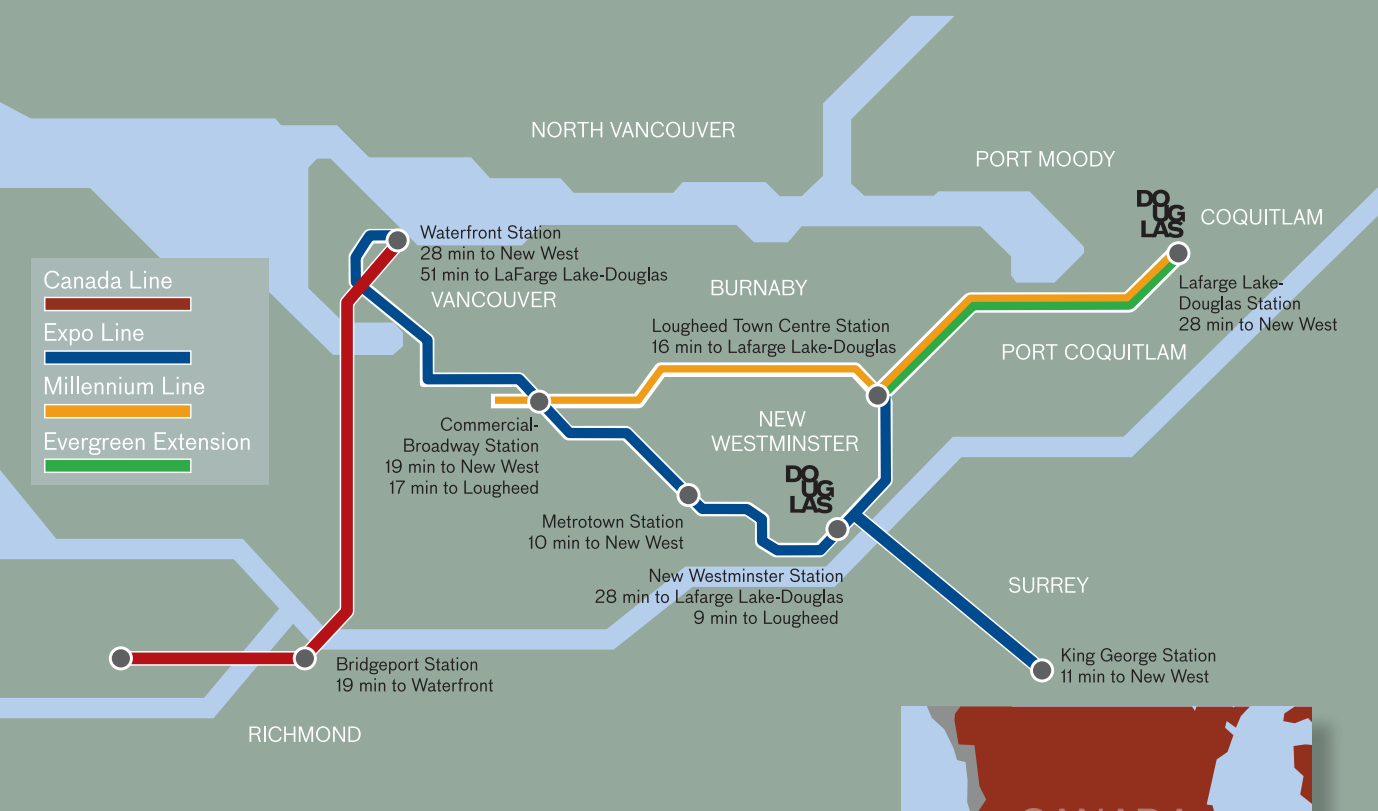 NORTH VANCOUVER
PORT MOODY
DO
UG
LAS
COQUITLAM
Waterfront Station
28 min to New West
51 min to LaFarge Lake-Douglas
VANCOUVER
Canada Line
Expo Line
Millennium Line
Evergreen Extension
BURNABY
Lougheed Town Centre Station
16 min to Lafarge Lake-Douglas
Lafarge Lake-
Douglas Station
28 min to New West
PORT COQUITLAM
Commercial-
Broadway Station
19 min to New West
17 min to Lougheed
NEW
WESTMINSTER
DO
UG
LAS
Metrotown Station
10 min to New West
New Westminster Station
28 min to Lafarge Lake-Douglas
9 min to Lougheed
SURREY
King George Station
11 min to New West
Bridgeport Station
19 min to Waterfront
RICHMOND
CANADA